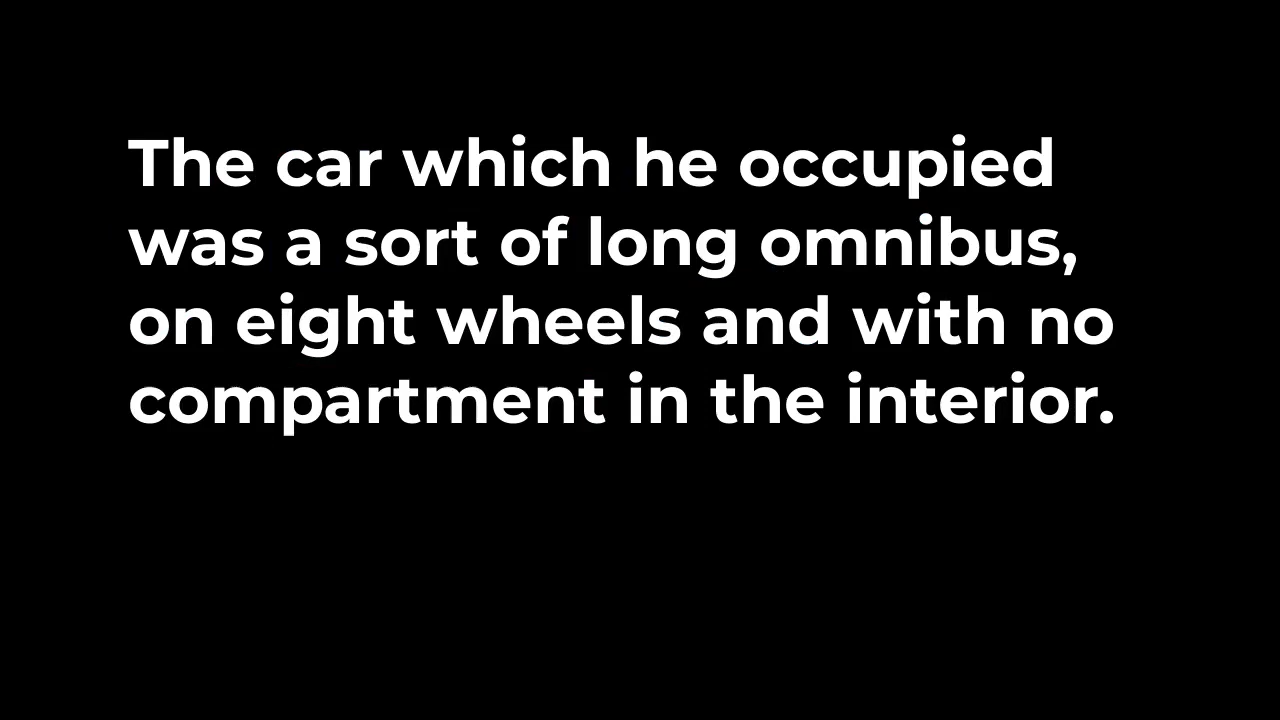 The car which he occupied
was a sort of long omnibus,
on eight wheels and with no
compartment in the interior.